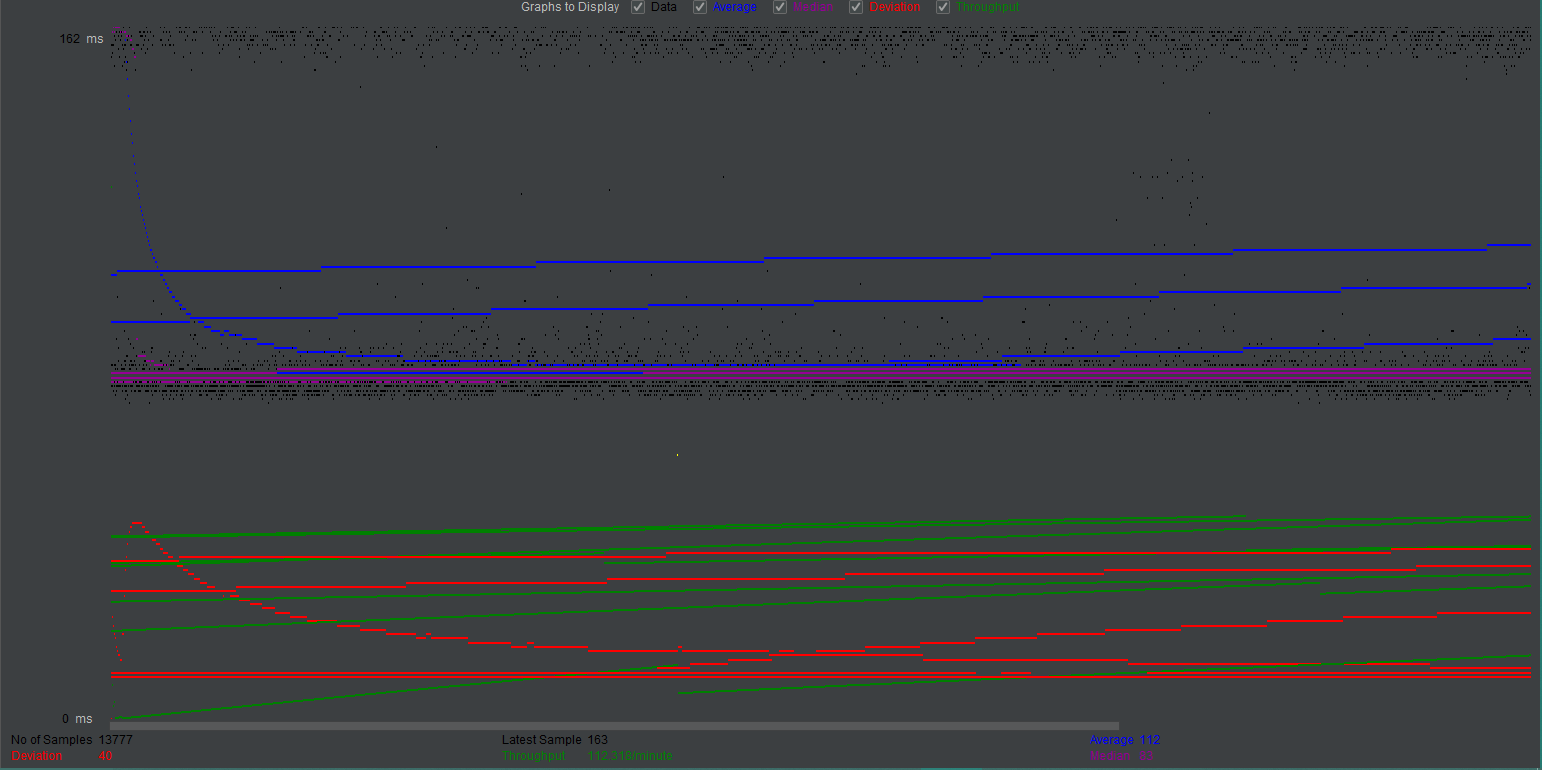 Graphs to Display Data Average Median Deviation Throughput
162 ms
0 ms
No of Samples 13777 Latest Sample 163 Average 112
Deviation 40 Throughput 112.318/minute Median